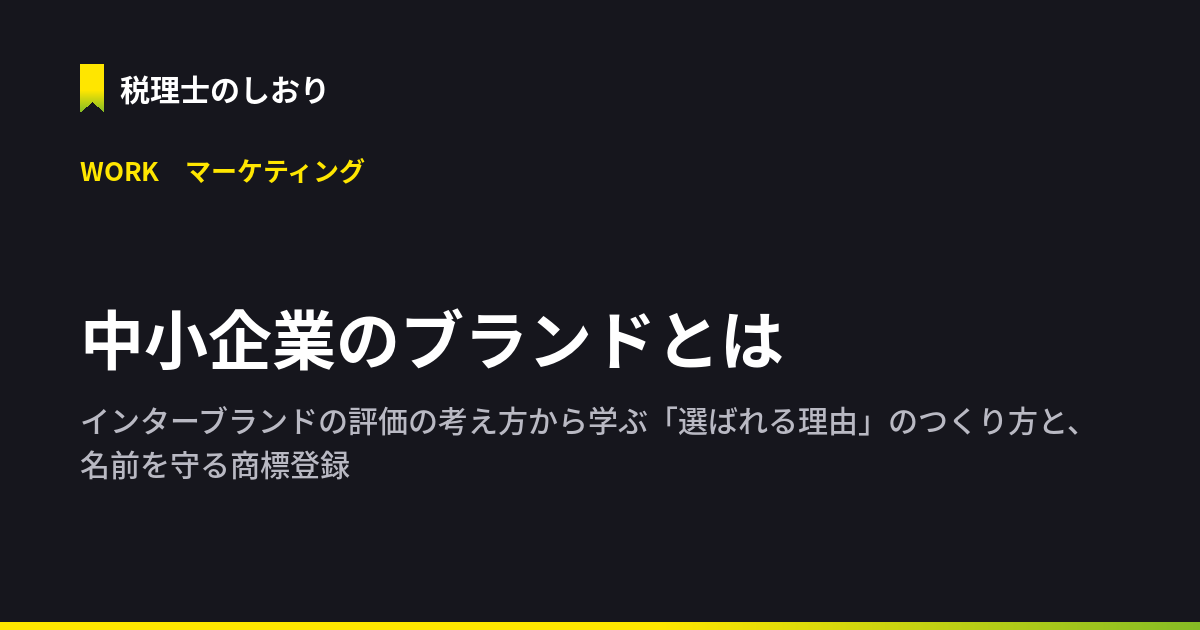 税理士のしおり
WORK　マーケティング
中小企業のブランドとは
インターブランドの評価の考え方から学ぶ「選ばれる理由」のつくり方と、
名前を守る商標登録